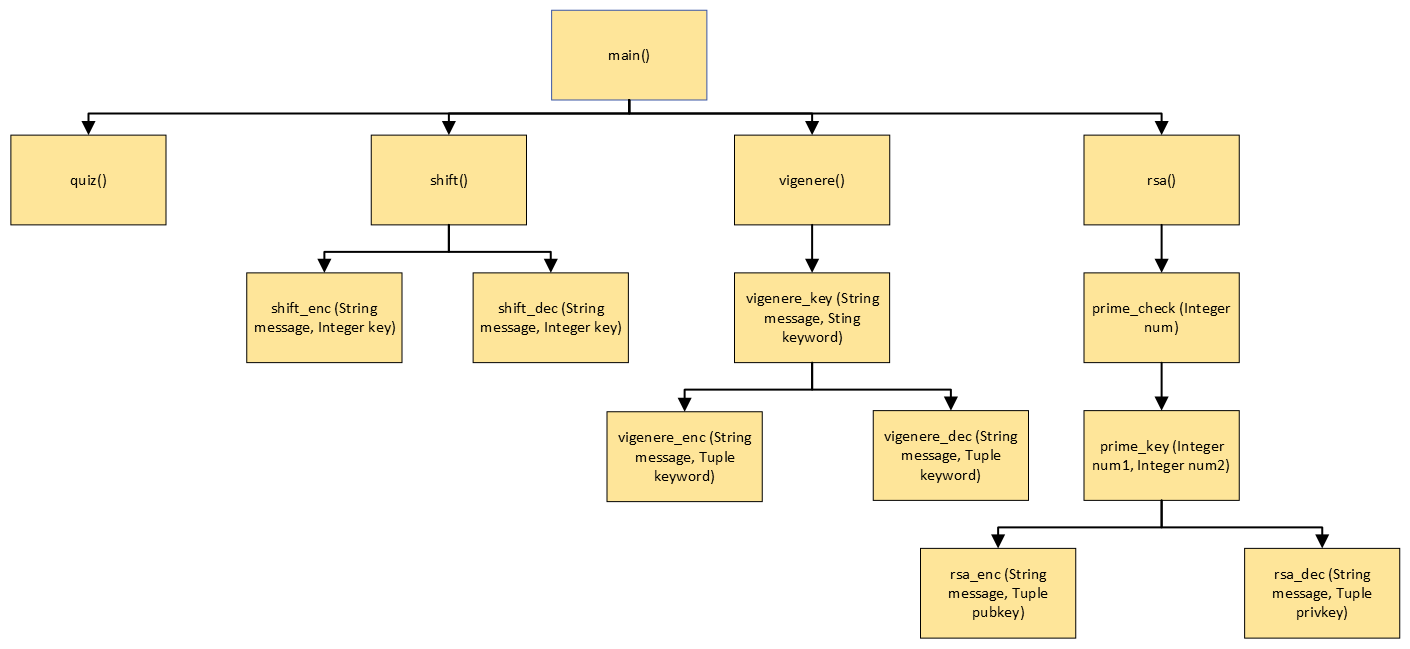 main()
quiz()
shift()
vigenere()
rsa()
shift_enc (String
message, Integer key)
shift_dec (String
message, Integer key)
vigenere_key (String
message, Sting
keyword)
prime_check (Integer
num)
vigenere_enc (String
message, Tuple
keyword)
vigenere_dec (String
message, Tuple
keyword)
prime_key (Integer
num1, Integer num2)
rsa_enc (String
message, Tuple
pubkey)
rsa_dec (String
message, Tuple
privkey)